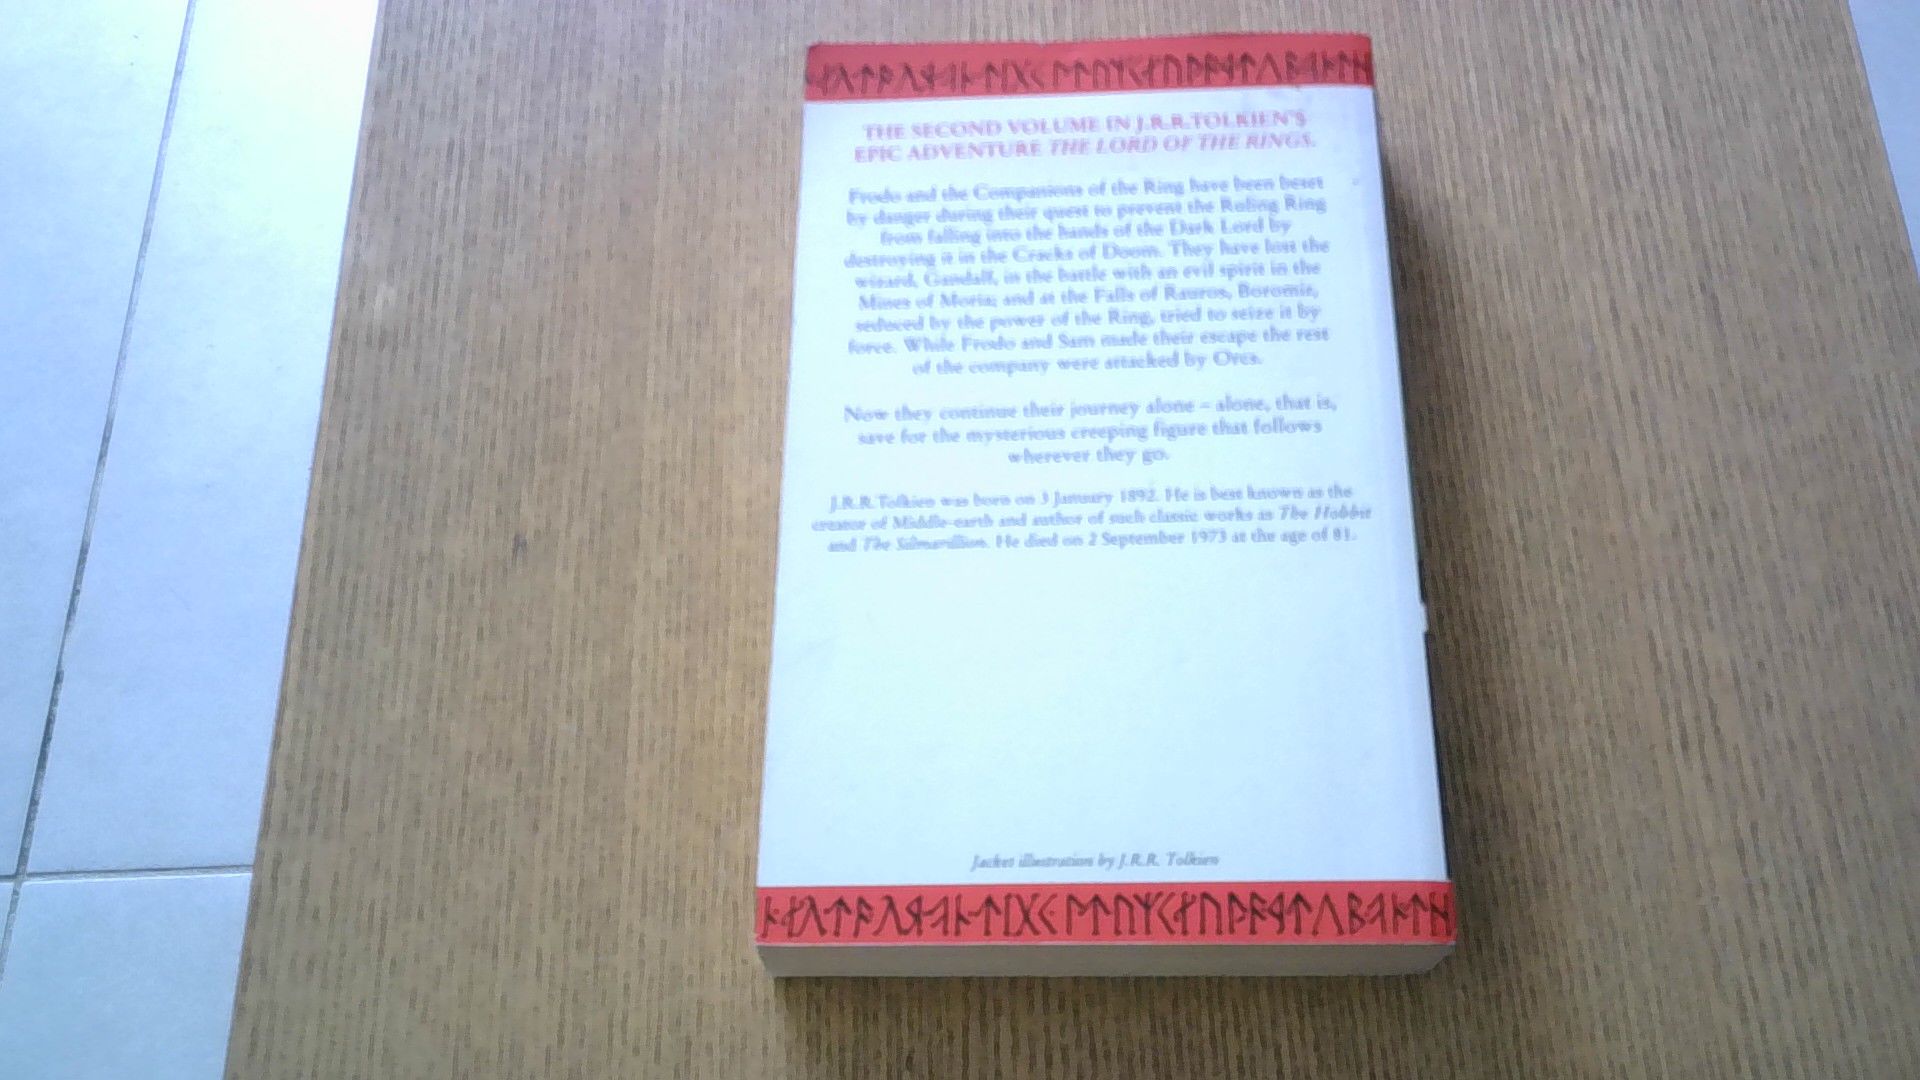 THE SECOND VOLUME IN J.R.R.TOLKIEN'S
EPIC ADVENTURE THE LORD OF THE RINGS.
Frodo and the Companions of the Ring have been beset
by danger during their quest to prevent the Ruling Ring
from falling into the hands of the Dark Lord by
destroying it in the Cracks of Doom. They have lost the
wizard, Gandalf, in the battle with an evil spirit in the
Mines of Moria; and at the Falls of Rauros, Boromir,
seduced by the power of the Ring, tried to seize it by
force. While Frodo and Sam made their escape the rest
of the company were attacked by Orcs.
Now they continue their journey alone – alone, that is,
save for the mysterious creeping figure that follows
wherever they go.
J.R.R.Tolkien was born on 3 January 1892. He is best known as the
creator of Middle-earth and author of such classic works as The Hobbit
and The Silmarillion. He died on 2 September 1973 at the age of 81.
Jacket illustration by J.R.R. Tolkien